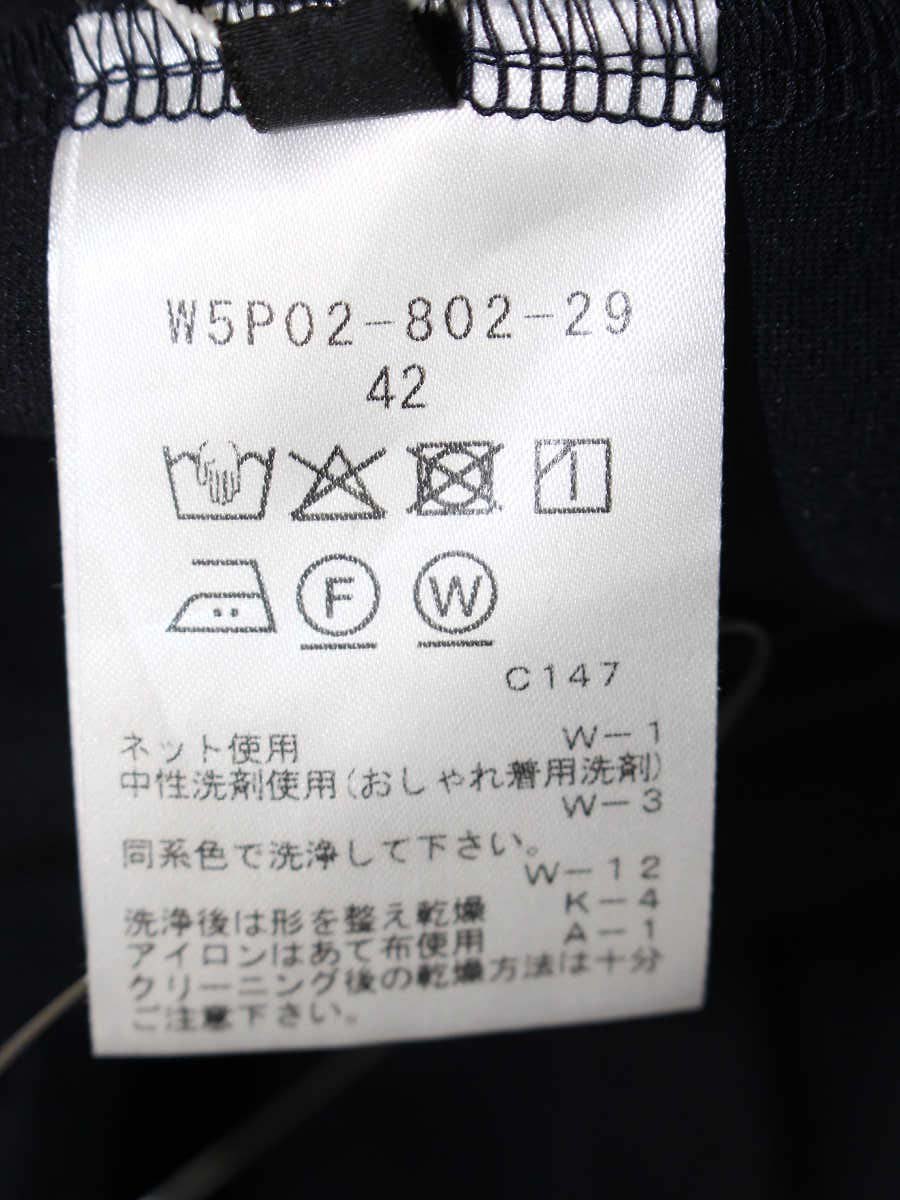 W5P02-802-29
42
F W
C147
ネット使用 W-1
中性洗剤使用(おしゃれ着用洗剤)
W-3
同系色で洗浄して下さい。
W-12
洗浄後は形を整え乾燥 K-4
アイロンはあて布使用 A-1
クリーニング後の乾燥方法は十分
ご注意下さい。